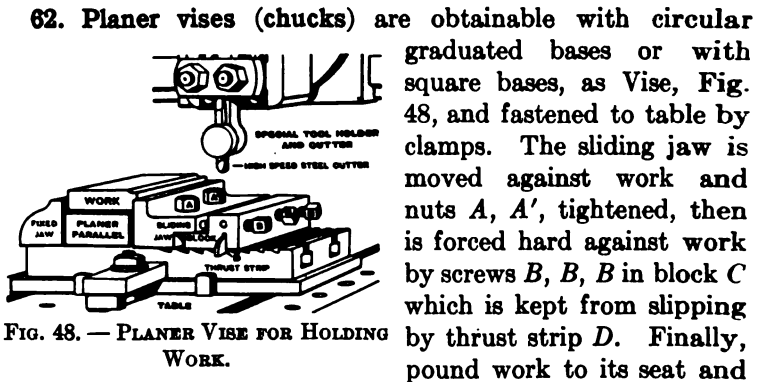 62. Planer vises (chucks) are obtainable with circular
graduated bases or with
square bases, as Vise, Fig.
48, and fastened to table by
clamps. The sliding jaw is
moved against work and
nuts A, A′, tightened, then
is forced hard against work
by screws B, B, B in block C
which is kept from slipping
by thrust strip D. Finally,
pound work to its seat and
SPECIAL TOOL HOLDER
AND CUTTER
HIGH SPEED STEEL CUTTER
WORK
A
A′
FIXED
JAW
PLANER
PARALLEL
SLIDING
JAW
BLOCK
C
B
THRUST STRIP
TABLE
FIG. 48. — PLANER VISE FOR HOLDING
WORK.